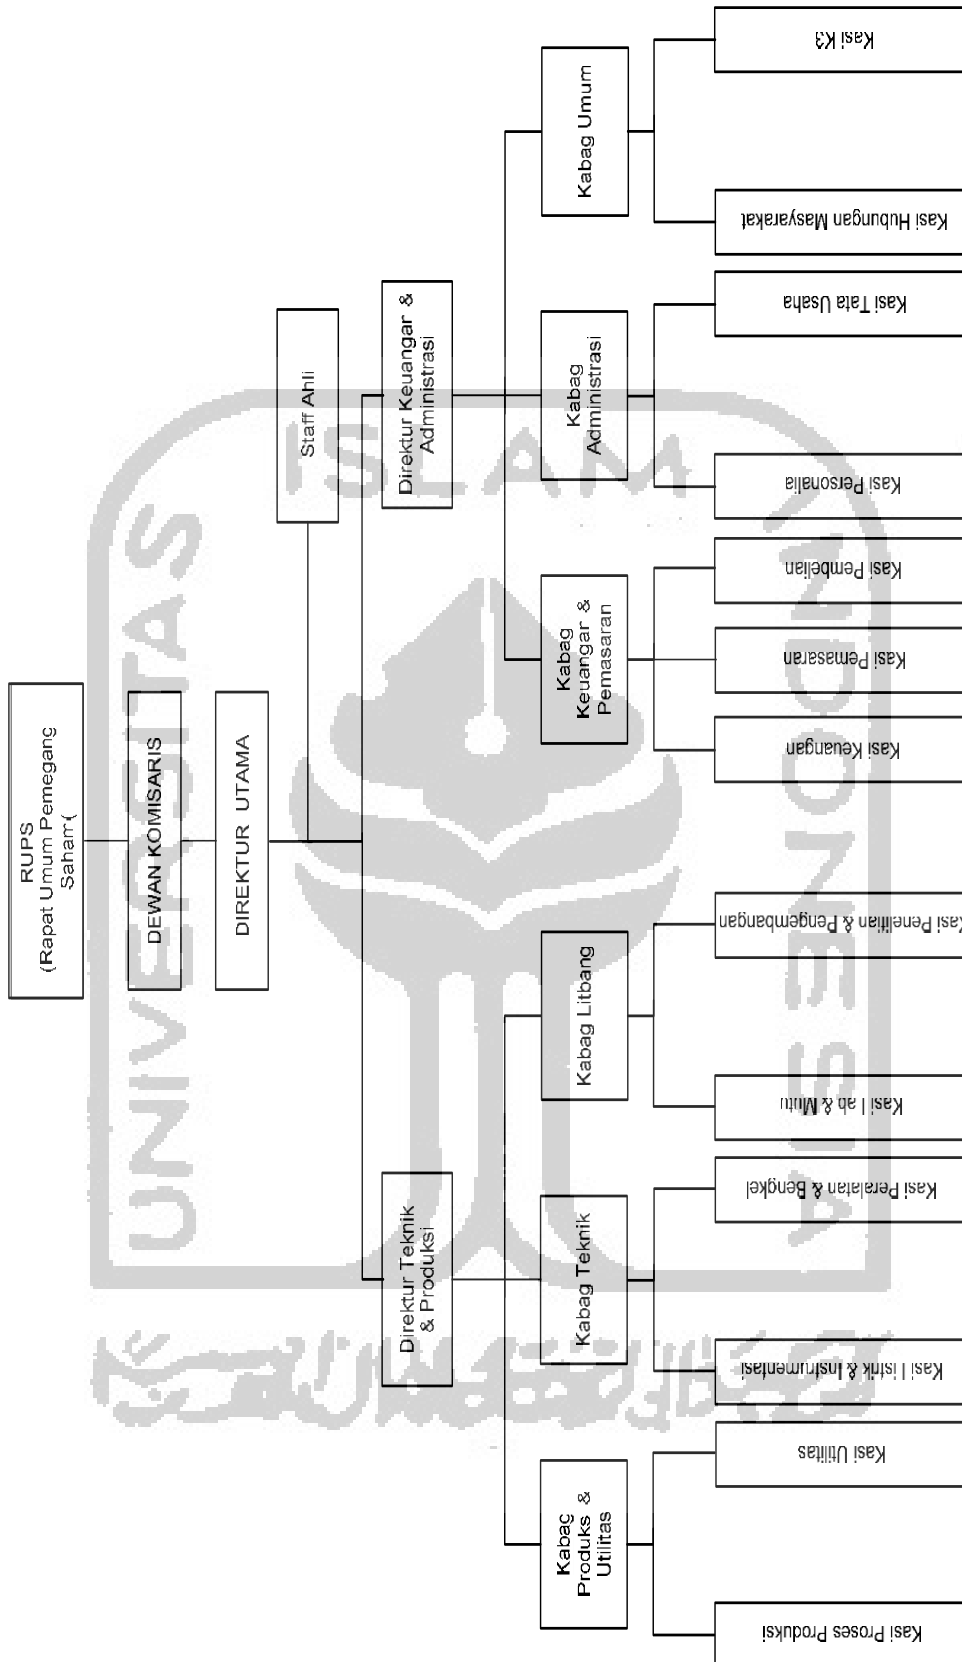 RUPS
(Rapat Umum Pemegang
Saham(
DEWAN KOMISARIS
DIREKTUR UTAMA
Staff Ahli
Direktur Teknik
& Produksi
Direktur Keuangar &
Administrasi
Kabag
Produks &
Utilitas
Kabag Teknik
Kabag Litbang
Kabag
Keuangar &
Pemasaran
Kabag
Administrasi
Kabag Umum
Kasi Proses Produksi
Kasi Utilitas
Kasi Listrik & Instrumentasi
Kasi Peralatan & Bengkel
Kasi Lab & Mutu
Kasi Penelitian & Pengembangan
Kasi Keuangan
Kasi Pemasaran
Kasi Pembelian
Kasi Personalia
Kasi Tata Usaha
Kasi Hubungan Masyarakat
Kasi K3
UNIVERSITAS
ISLAM
INDONESIA